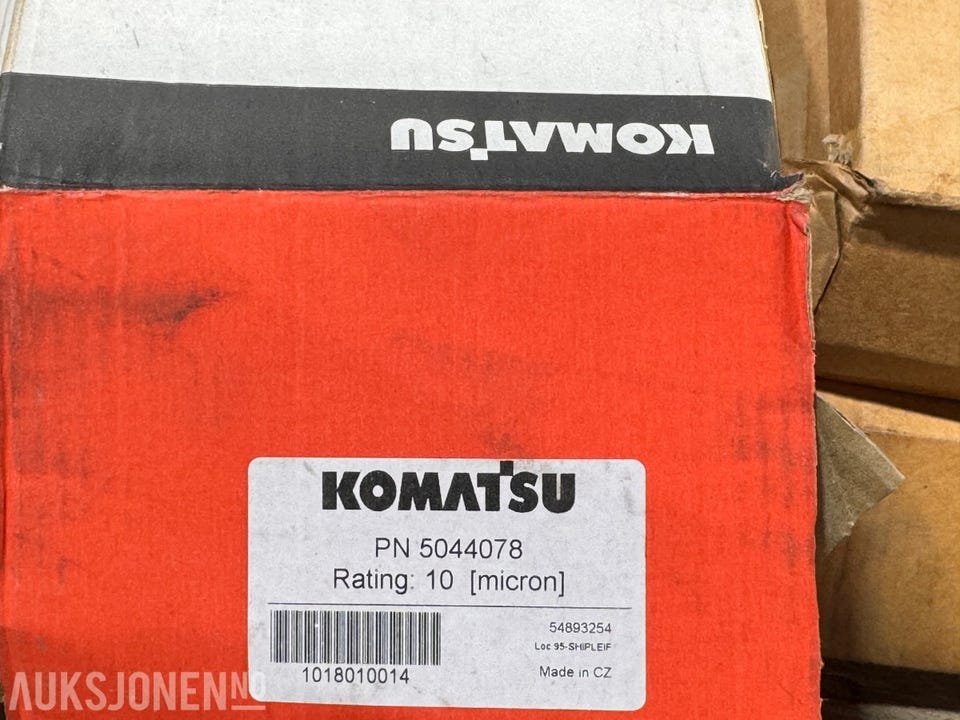 KOMATSU
KOMATSU
PN 5044078
Rating: 10 [micron]
54893254
Loc 95-SHIPLEIF
1018010014
Made in CZ
AUKSJONEN.NO